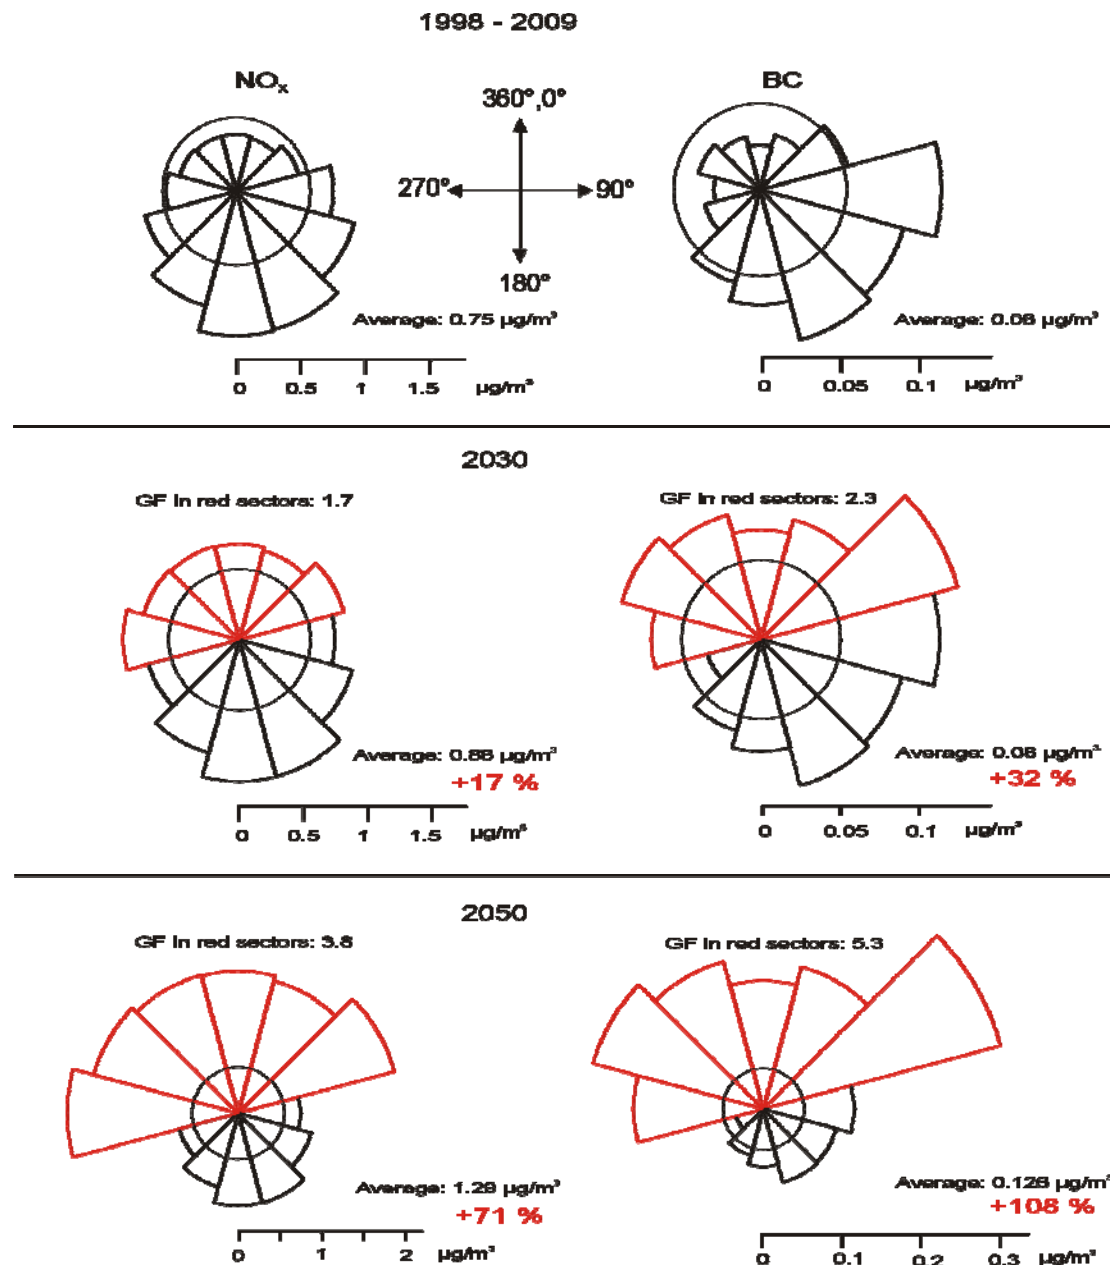 1998 - 2009
NOₓ
BC
360°,0°
270°
90°
180°
Average: 0.75 µg/m³
Average: 0.06 µg/m³
0 0.5 1 1.5 µg/m³
0 0.05 0.1 µg/m³
2030
GF in red sectors: 1.7
GF in red sectors: 2.3
Average: 0.88 µg/m³
+17 %
Average: 0.08 µg/m³
+32 %
0 0.5 1 1.5 µg/m³
0 0.05 0.1 µg/m³
2050
GF in red sectors: 3.8
GF in red sectors: 5.3
Average: 1.28 µg/m³
+71 %
Average: 0.126 µg/m³
+108 %
0 1 2 µg/m³
0 0.1 0.2 0.3 µg/m³